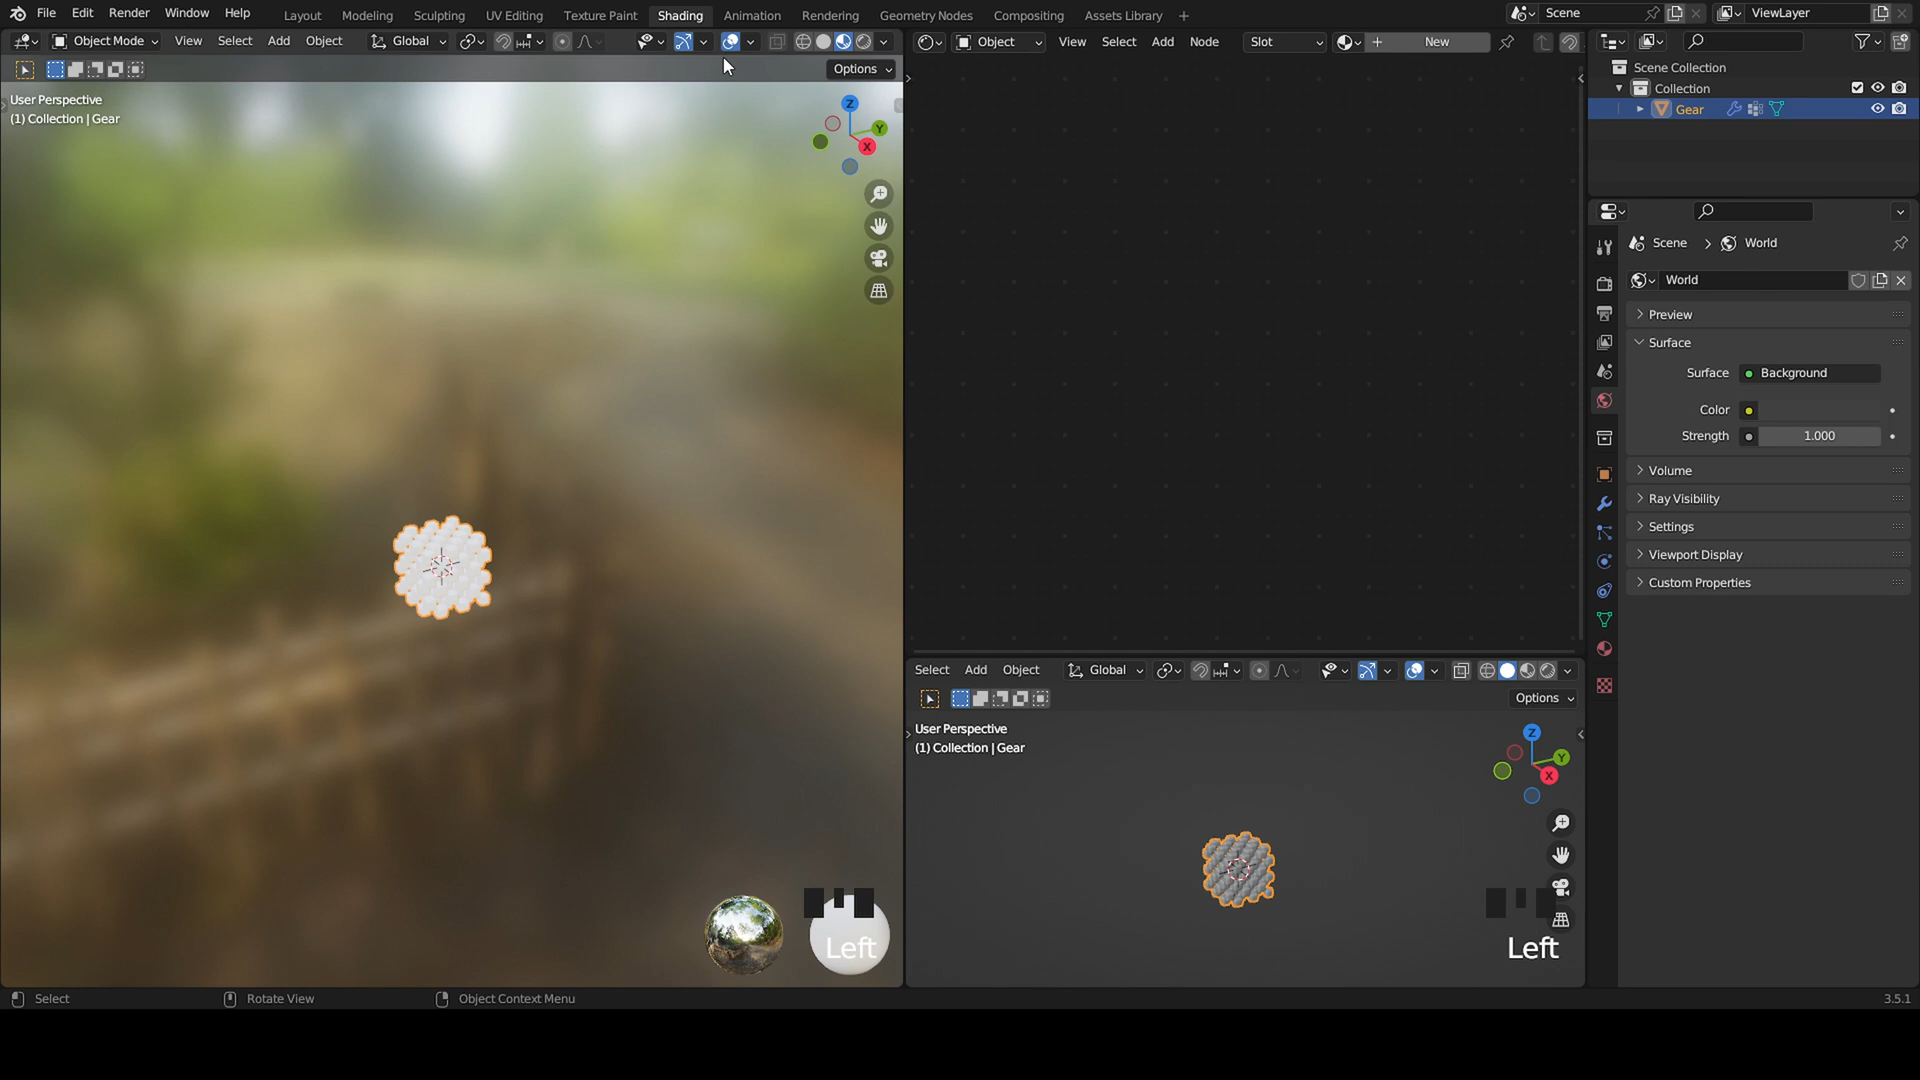 File Edit Render Window Help Layout Modeling Sculpting UV Editing Texture Paint Shading Animation Rendering Geometry Nodes Compositing Assets Library + Scene ViewLayer
Object Mode View Select Add Object Global
Object View Select Add Node Slot New
Options
User Perspective
(1) Collection | Gear
Z
Y
X
Left
Select Add Object Global
Options
User Perspective
(1) Collection | Gear
Z
Y
X
Left
Scene Collection
Collection
Gear
Scene > World
World
Preview
Surface
Surface Background
Color
Strength 1.000
Volume
Ray Visibility
Settings
Viewport Display
Custom Properties
Select Rotate View Object Context Menu 3.5.1